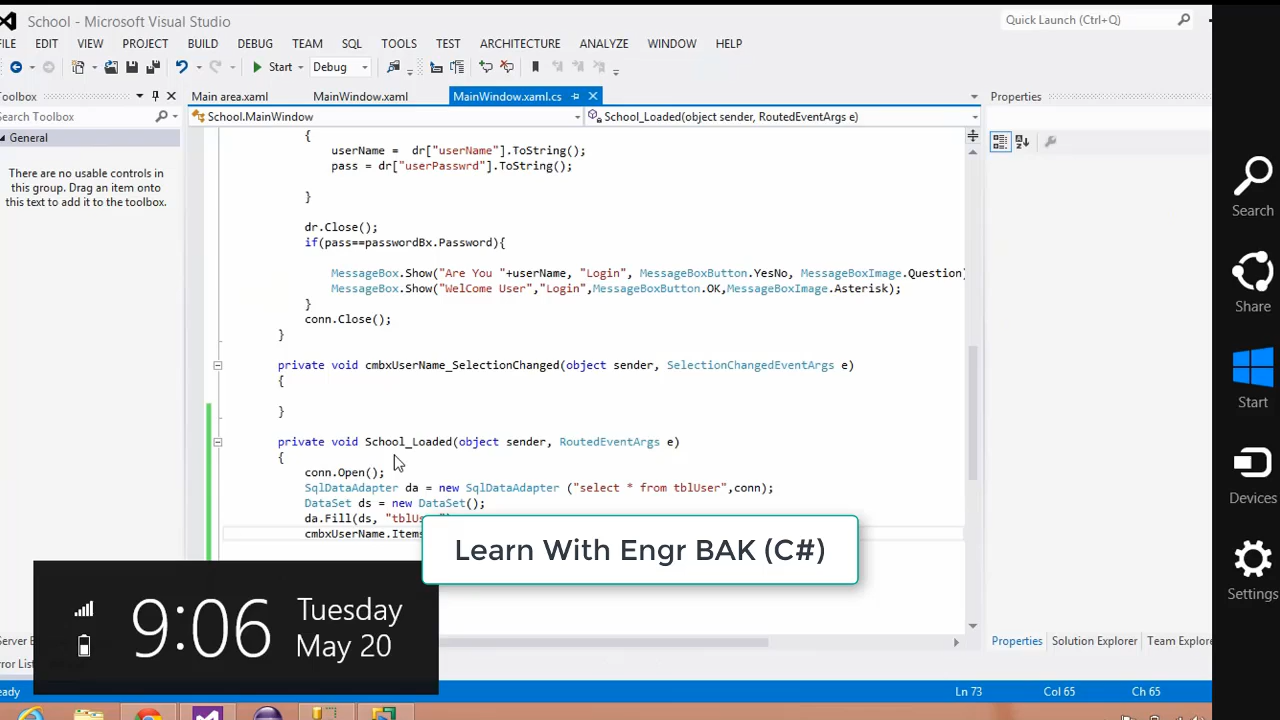 School - Microsoft Visual Studio
Quick Launch (Ctrl+Q)
FILE EDIT VIEW PROJECT BUILD DEBUG TEAM SQL TOOLS TEST ARCHITECTURE ANALYZE WINDOW HELP
Start Debug
Toolbox
Main area.xaml MainWindow.xaml MainWindow.xaml.cs
Properties
Search Toolbox
School.MainWindow
School_Loaded(object sender, RoutedEventArgs e)
General
There are no usable controls in
this group. Drag an item onto
this text to add it to the toolbox.
{
userName = dr["userName"].ToString();
pass = dr["userPasswrd"].ToString();
}
dr.Close();
if(pass==passwordBx.Password){
MessageBox.Show("Are You "+userName, "Login", MessageBoxButton.YesNo, MessageBoxImage.Question)
MessageBox.Show("WelCome User","Login",MessageBoxButton.OK,MessageBoxImage.Asterisk);
}
conn.Close();
}
private void cmbxUserName_SelectionChanged(object sender, SelectionChangedEventArgs e)
{
}
private void School_Loaded(object sender, RoutedEventArgs e)
{
conn.Open();
SqlDataAdapter da = new SqlDataAdapter ("select * from tblUser",conn);
DataSet ds = new DataSet();
da.Fill(ds, "tblUs
cmbxUserName.Items
Learn With Engr BAK (C#)
9:06
Tuesday
May 20
Search
Share
Start
Devices
Settings
Properties Solution Explorer Team Explore
Ln 73 Col 65 Ch 65